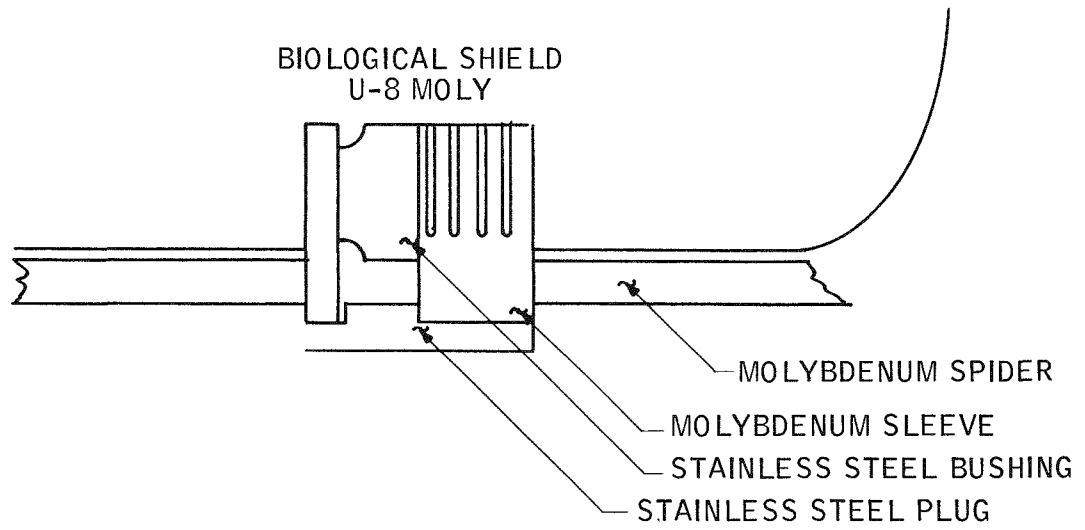 BIOLOGICAL SHIELD
U-8 MOLY
MOLYBDENUM SPIDER
MOLYBDENUM SLEEVE
STAINLESS STEEL BUSHING
STAINLESS STEEL PLUG